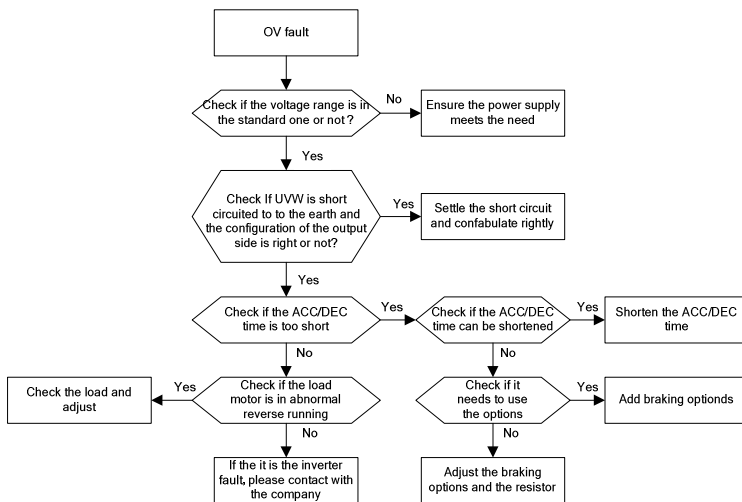 OV fault
Check if the voltage range is in
the standard one or not ?
No
Ensure the power supply
meets the need
Yes
Check If UVW is short
circuited to to the earth and
the configuration of the output
side is right or not?
Yes
Settle the short circuit
and confabulate rightly
Yes
Check if the ACC/DEC
time is too short
Yes
Check if the ACC/DEC
time can be shortened
Yes
Shorten the ACC/DEC
time
No
No
Check the load and
adjust
Yes
Check if the load
motor is in abnormal
reverse running
Check if it
needs to use
the options
Yes
Add braking optionds
No
No
If the it is the inverter
fault, please contact with
the company
Adjust the braking
options and the resistor